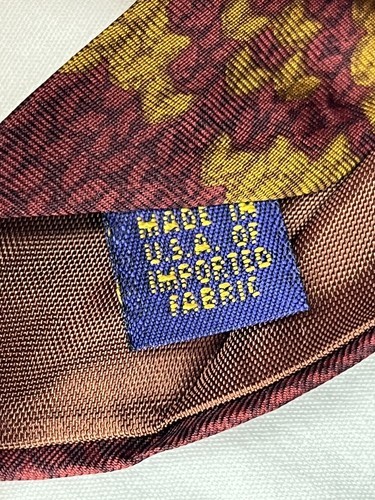 MADE IN
U.S.A. OF
IMPORTED
FABRIC